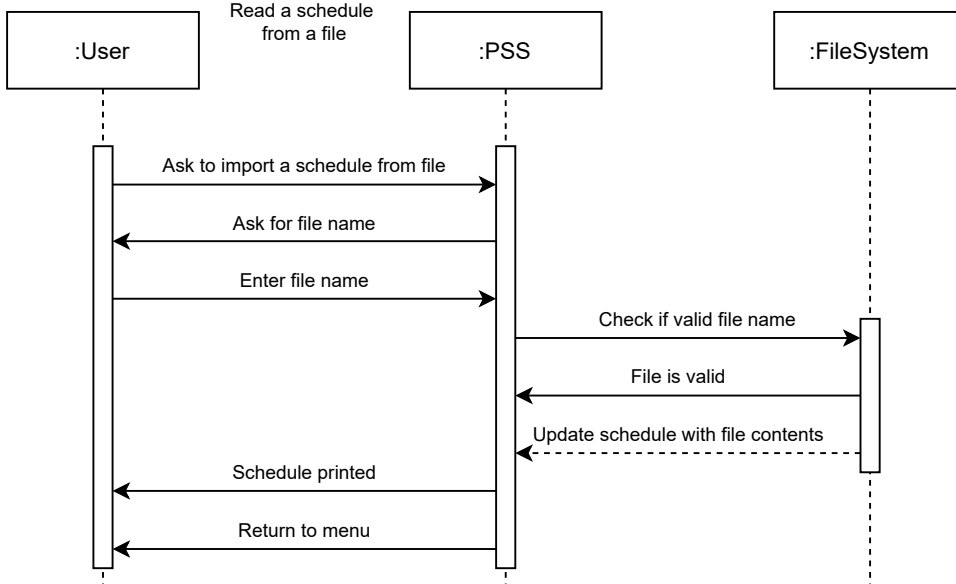 Read a schedule
from a file
:User
:PSS
:FileSystem
Ask to import a schedule from file
Ask for file name
Enter file name
Check if valid file name
File is valid
Update schedule with file contents
Schedule printed
Return to menu